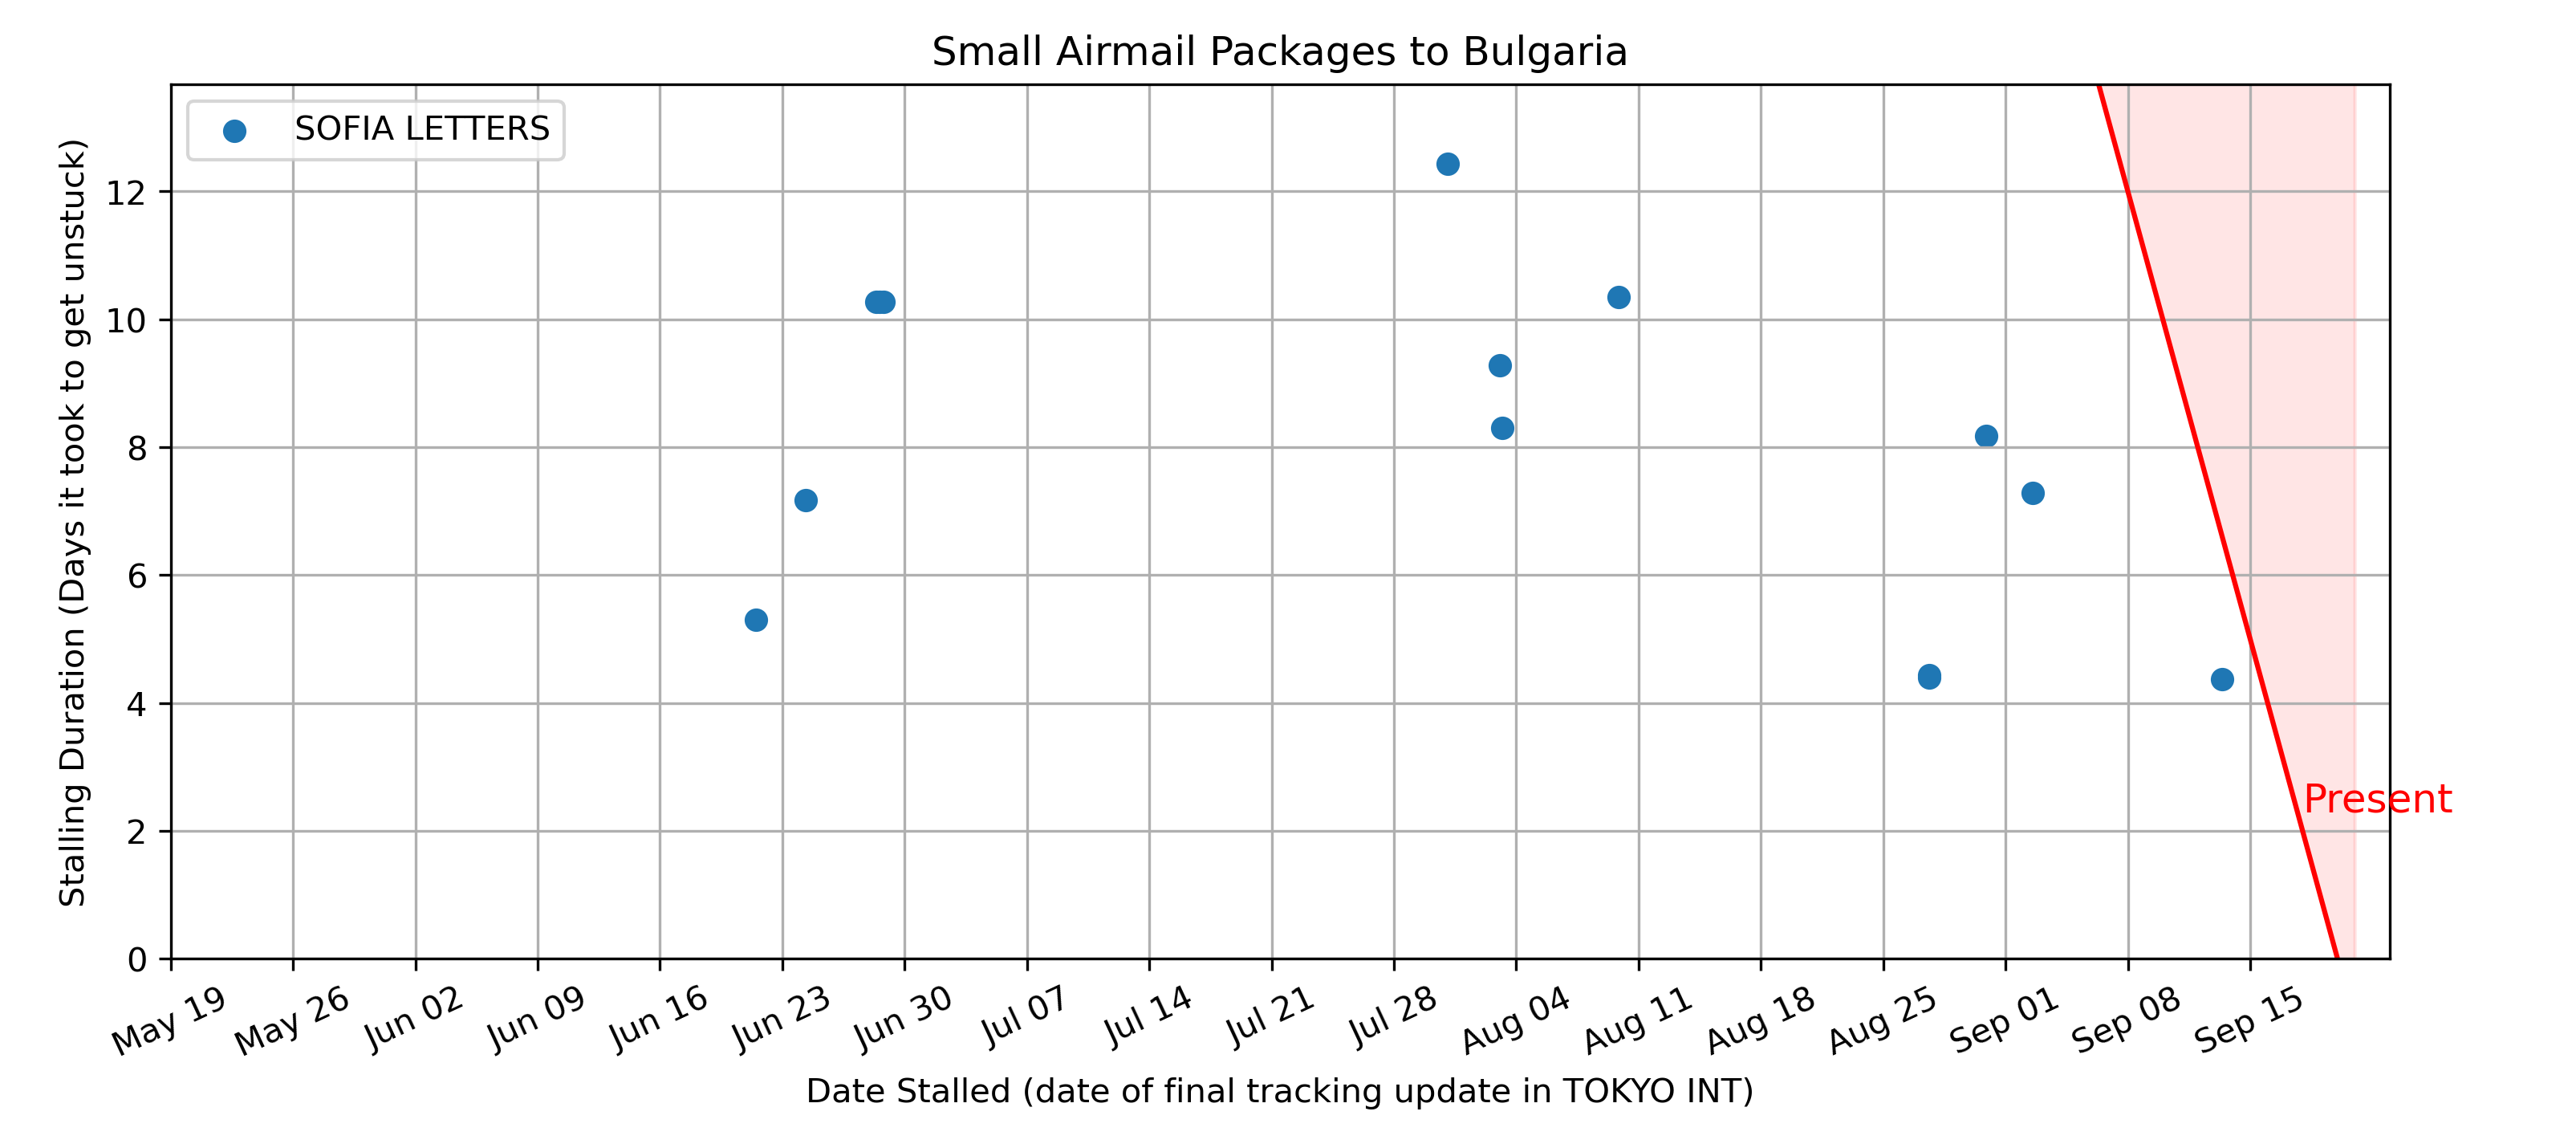 Small Airmail Packages to Bulgaria
SOFIA LETTERS
Stalling Duration (Days it took to get unstuck)
12
10
8
6
4
2
0
Present
May 19
May 26
Jun 02
Jun 09
Jun 16
Jun 23
Jun 30
Jul 07
Jul 14
Jul 21
Jul 28
Aug 04
Aug 11
Aug 18
Aug 25
Sep 01
Sep 08
Sep 15
Date Stalled (date of final tracking update in TOKYO INT)